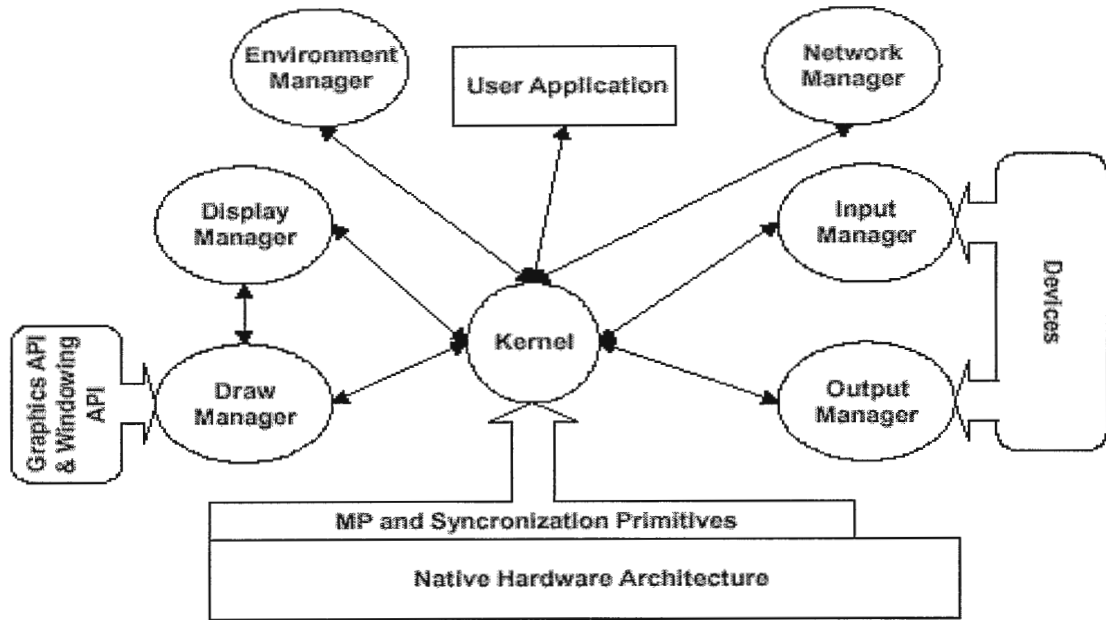 Environment
Manager
User Application
Network
Manager
Display
Manager
Input
Manager
Kernel
Draw
Manager
Output
Manager
Graphics API
& Windowing
API
Devices
MP and Syncronization Primitives
Native Hardware Architecture